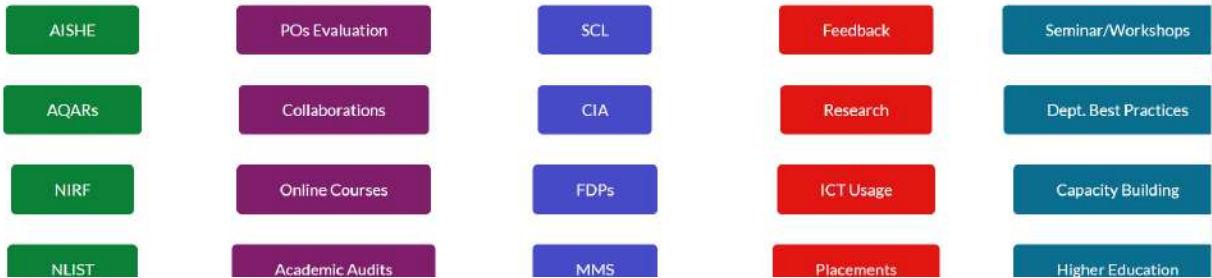 AISHE
POs Evaluation
SCL
Feedback
Seminar/Workshops
AQARs
Collaborations
CIA
Research
Dept. Best Practices
NIRF
Online Courses
FDPs
ICT Usage
Capacity Building
NLIST
Academic Audits
MMS
Placements
Higher Education